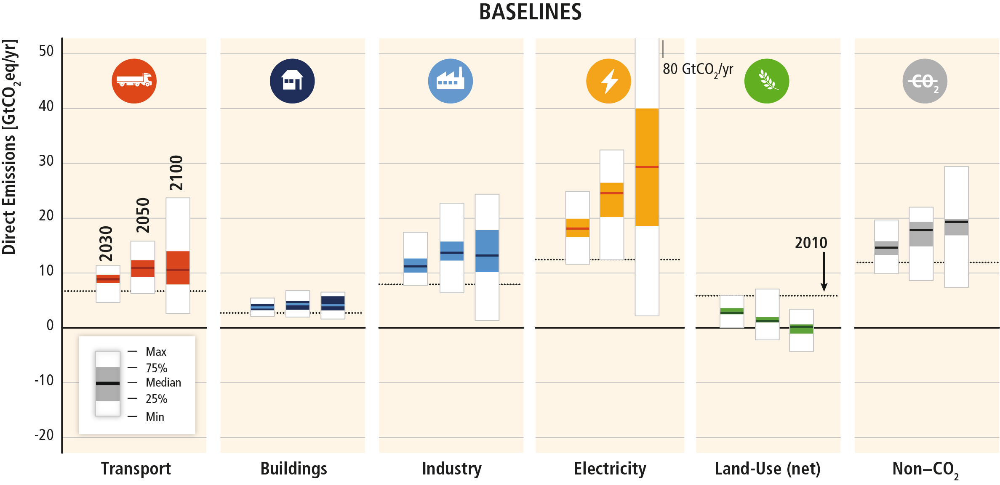 BASELINES
Direct Emissions [GtCO₂eq/yr]
50
40
30
20
10
0
-10
-20
2030
2050
2100
80 GtCO₂/yr
2010
CO₂
Max
75%
Median
25%
Min
Transport
Buildings
Industry
Electricity
Land-Use (net)
Non–CO₂